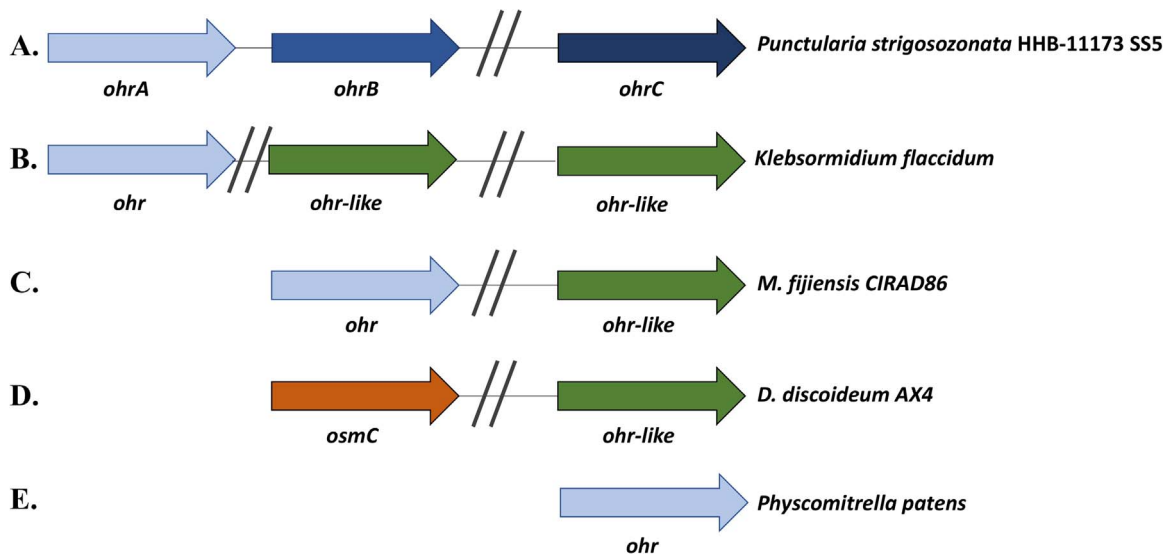 A.
Punctularia strigosozonata HHB-11173 SS5
ohrA ohrB ohrC
B.
Klebsormidium flaccidum
ohr ohr-like ohr-like
C.
M. fijiensis CIRAD86
ohr ohr-like
D.
D. discoideum AX4
osmC ohr-like
E.
Physcomitrella patens
ohr